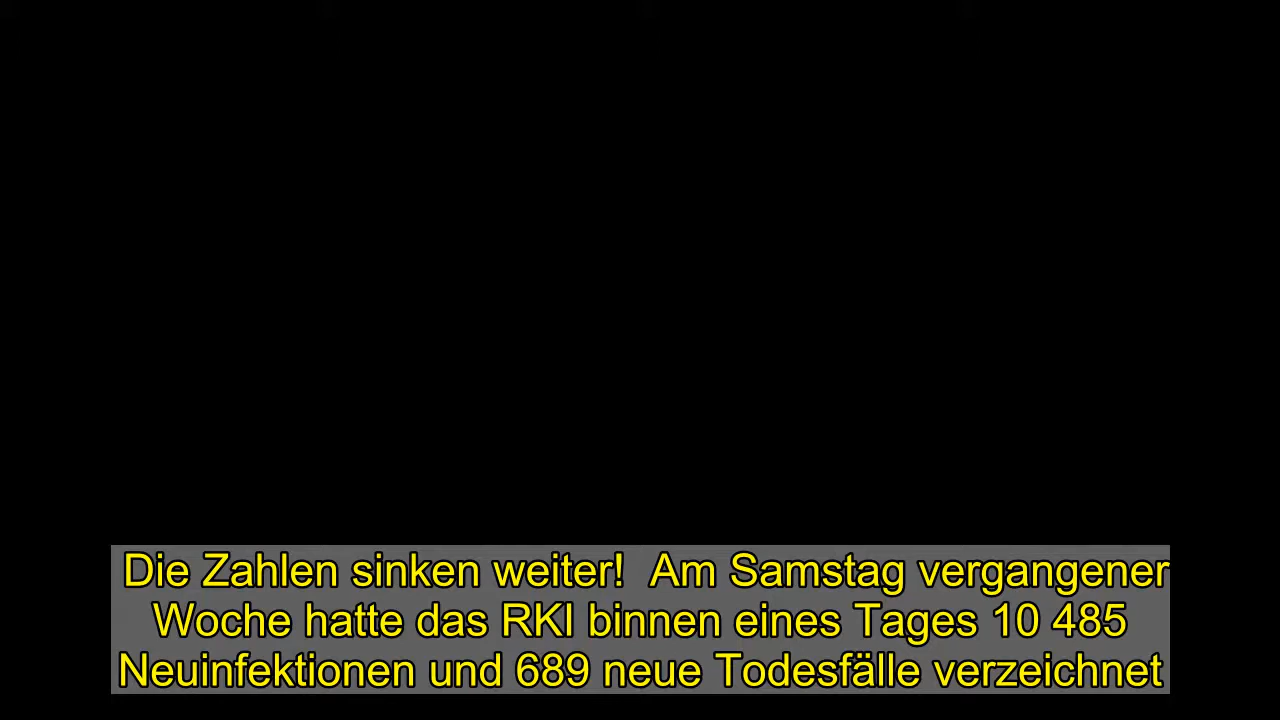 Die Zahlen sinken weiter!  Am Samstag vergangener
Woche hatte das RKI binnen eines Tages 10 485
Neuinfektionen und 689 neue Todesfälle verzeichnet